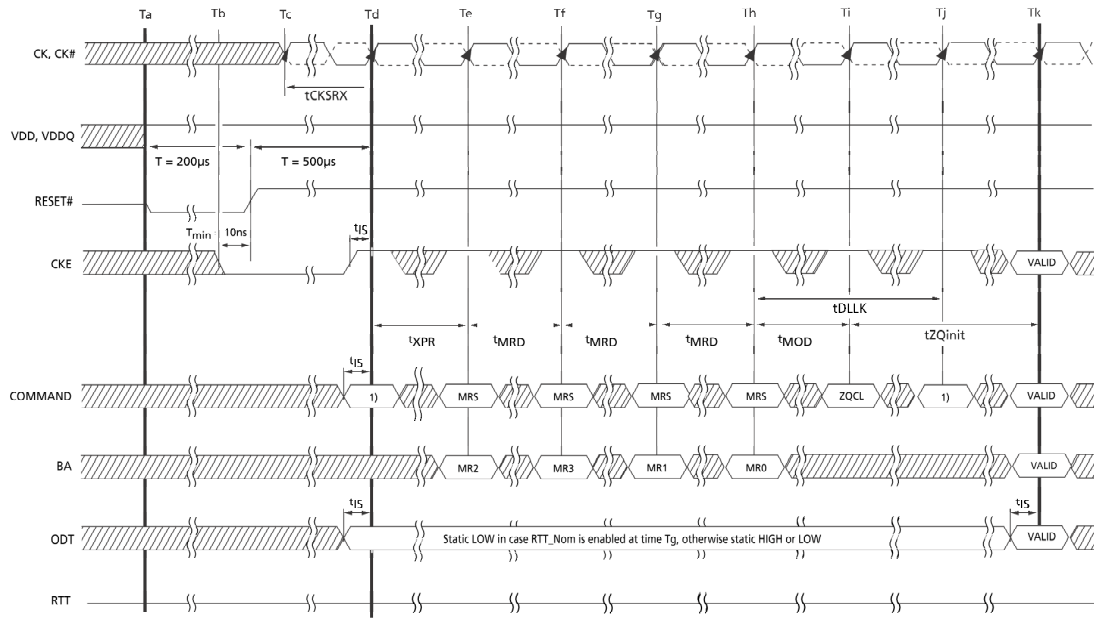 Ta Tb Tc Td Te Tf Tg Th Ti Tj Tk
CK, CK#
tCKSRX
VDD, VDDQ
T = 200µs T = 500µs
RESET#
Tmin 10ns tIS
CKE VALID
tDLLK
tXPR tMRD tMRD tMRD tMOD tZQinit
tIS
COMMAND 1) MRS MRS MRS MRS ZQCL 1) VALID
BA MR2 MR3 MR1 MR0 VALID
tIS tIS
ODT Static LOW in case RTT_Nom is enabled at time Tg, otherwise static HIGH or LOW VALID
RTT